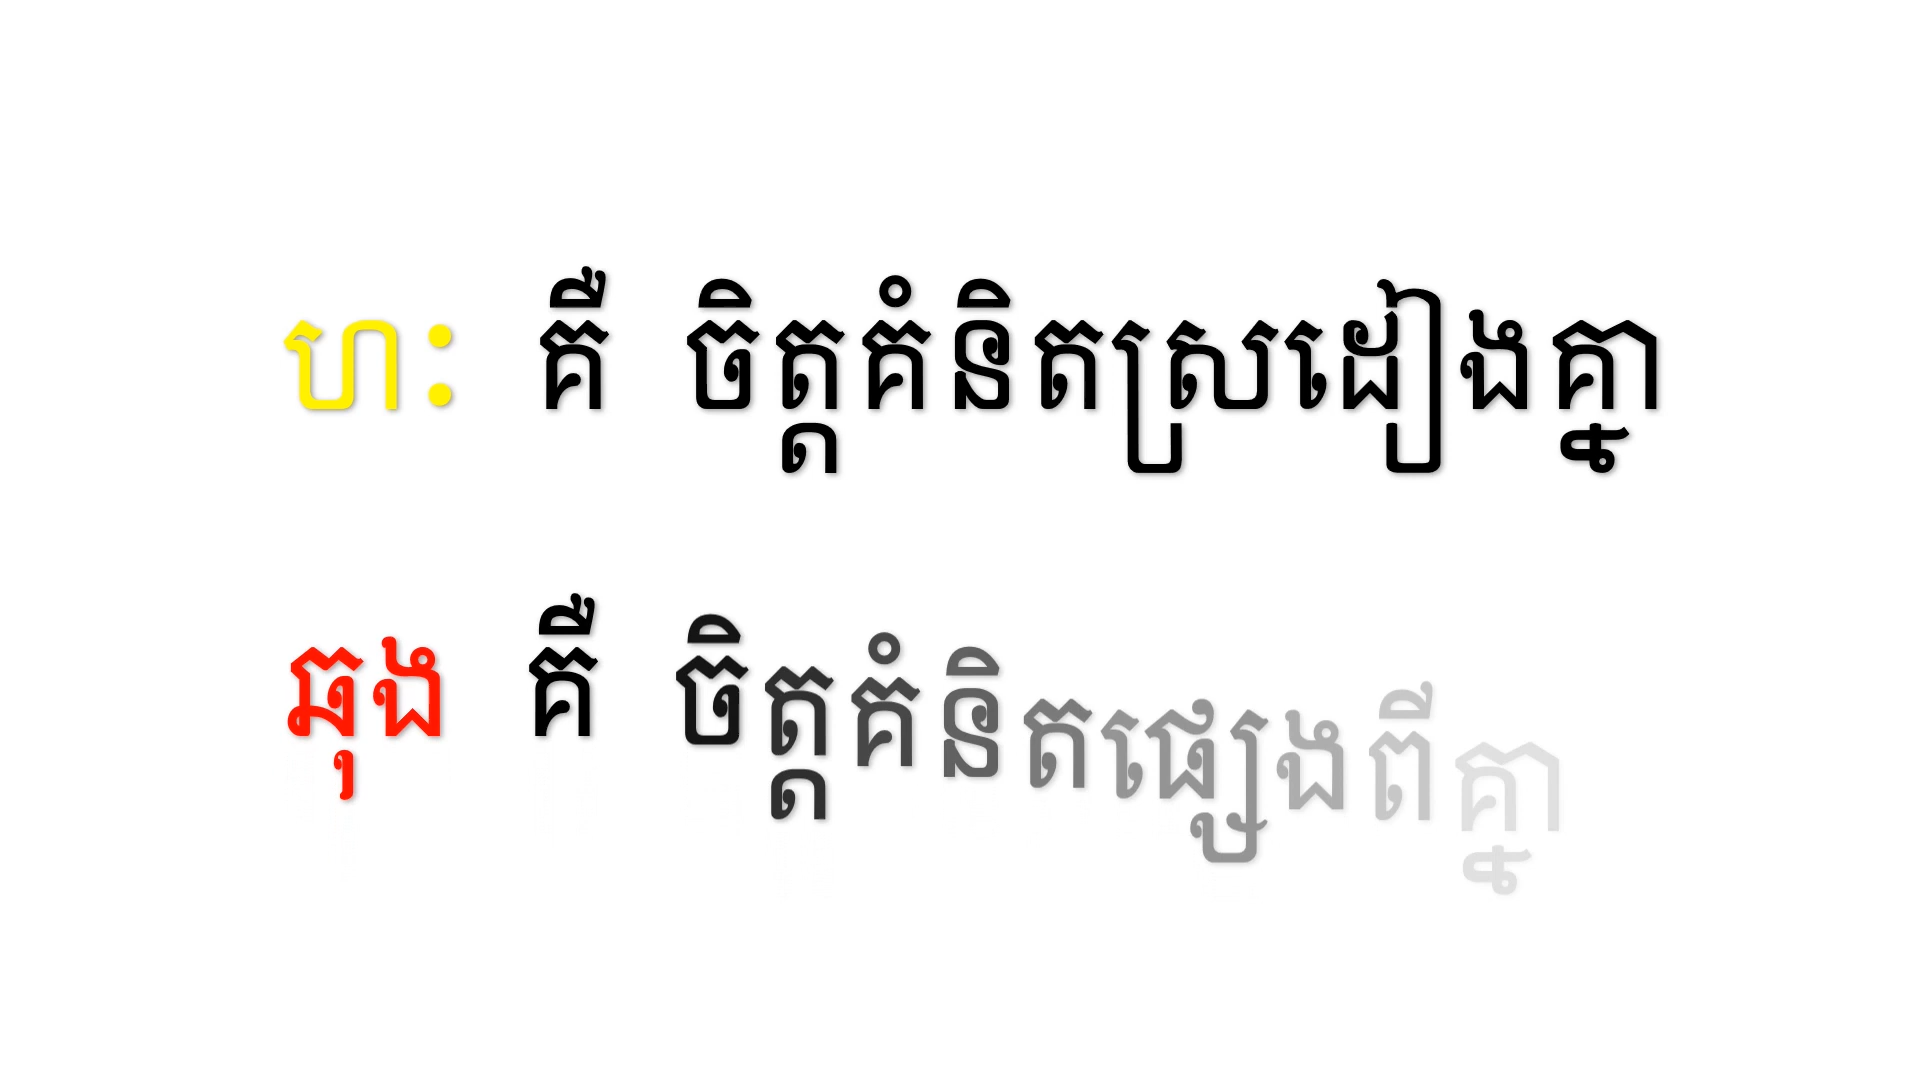 ហៈ គឺ ចិត្តគំនិតស្រដៀងគ្នា
ឆុង គឺ ចិត្តគំនិតផ្សេងពីគ្នា